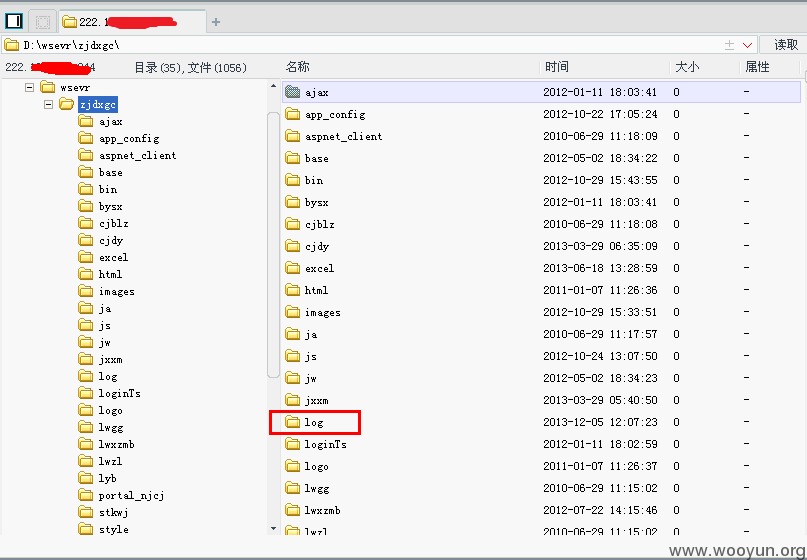 222.1
D:\wsevr\zjdxgc\
读取
222. 244 目录(35),文件(1056) 名称 时间 大小 属性
wsevr
zjdxgc
ajax
app_config
aspnet_client
base
bin
bysx
cjblz
cjdy
excel
html
images
ja
js
jw
jxxm
log
loginTs
logo
lwgg
lwxzmb
lwzl
lyb
portal_njcj
stkwj
style
ajax 2012-01-11 18:03:41 0 -
app_config 2012-10-22 17:05:24 0 -
aspnet_client 2010-06-29 11:18:09 0 -
base 2012-05-02 18:34:22 0 -
bin 2012-10-29 15:43:55 0 -
bysx 2012-01-11 18:03:41 0 -
cjblz 2010-06-29 11:18:08 0 -
cjdy 2013-03-29 06:35:09 0 -
excel 2013-06-18 13:28:59 0 -
html 2011-01-07 11:26:36 0 -
images 2012-10-29 15:33:51 0 -
ja 2010-06-29 11:17:57 0 -
js 2012-10-24 13:07:50 0 -
jw 2012-05-02 18:34:23 0 -
jxxm 2013-03-29 05:40:50 0 -
log 2013-12-05 12:07:23 0 -
loginTs 2012-01-11 18:02:59 0 -
logo 2011-01-07 11:26:37 0 -
lwgg 2010-06-29 11:15:02 0 -
lwxzmb 2012-07-22 14:15:46 0 -
lwzl 2010-06-29 11:15:02 0 -
www.wooyun.org